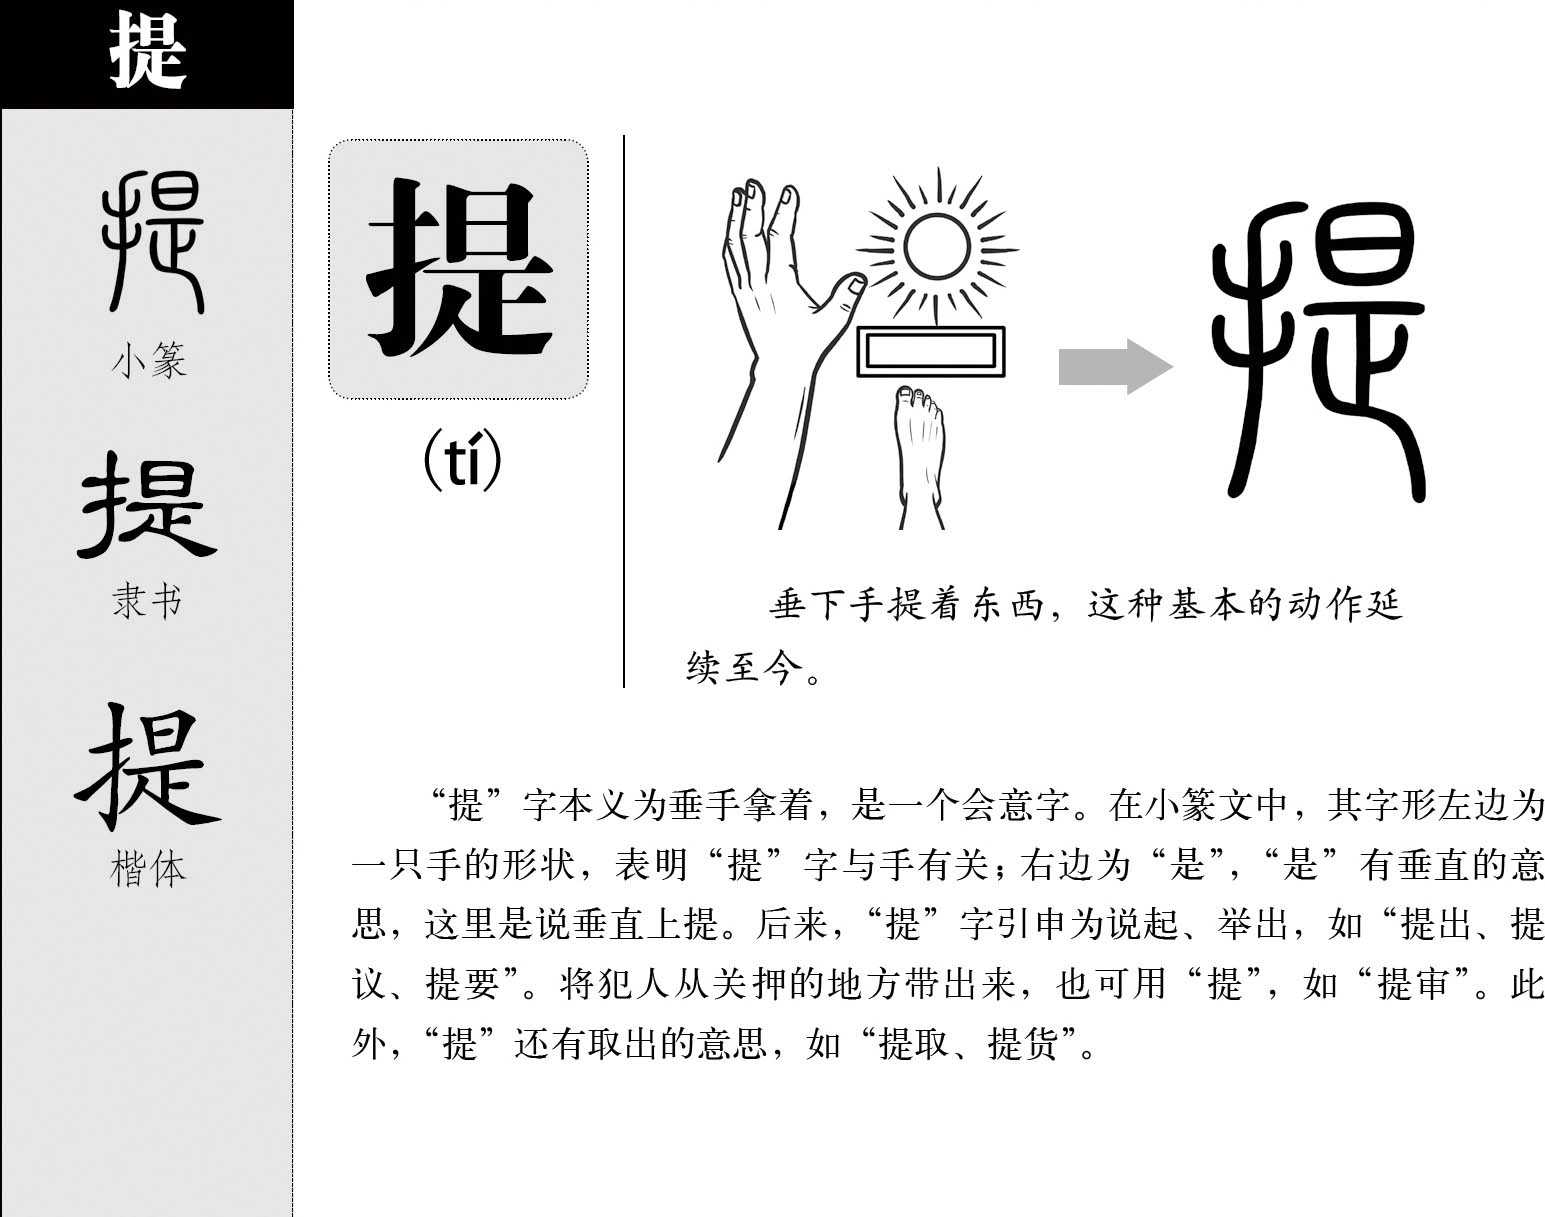 提
提
小篆
提
隶书
提
楷体
提
（tí）
提
垂下手提着东西，这种基本的动作延
续至今。
“提”字本义为垂手拿着，是一个会意字。在小篆文中，其字形左边为
一只手的形状，表明“提”字与手有关；右边为“是”，“是”有垂直的意
思，这里是说垂直上提。后来，“提”字引申为说起、举出，如“提出、提
议、提要”。将犯人从关押的地方带出来，也可用“提”，如“提审”。此
外，“提”还有取出的意思，如“提取、提货”。